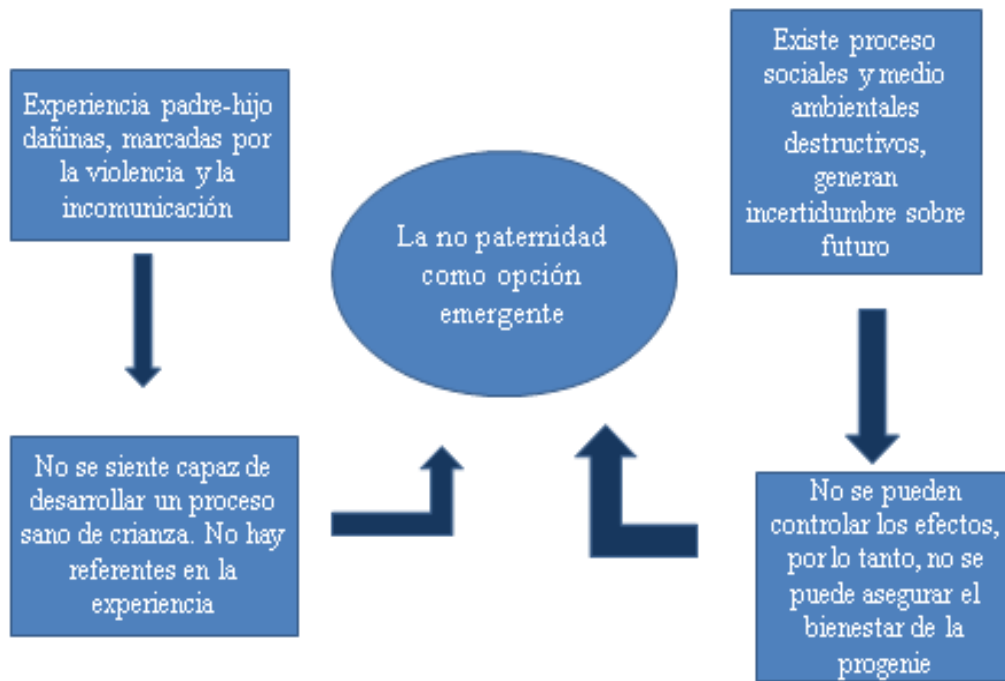 Experiencia padre-hijo
dañinas, marcadas por
la violencia y la
incomunicación
No se siente capaz de
desarrollar un proceso
sano de crianza. No hay
referentes en la
experiencia
La no paternidad
como opción
emergente
Existe proceso
sociales y medio
ambientales
destructivos,
generan
incertidumbre sobre
futuro
No se pueden
controlar los efectos,
por lo tanto, no se
puede asegurar el
bienestar de la
progenie